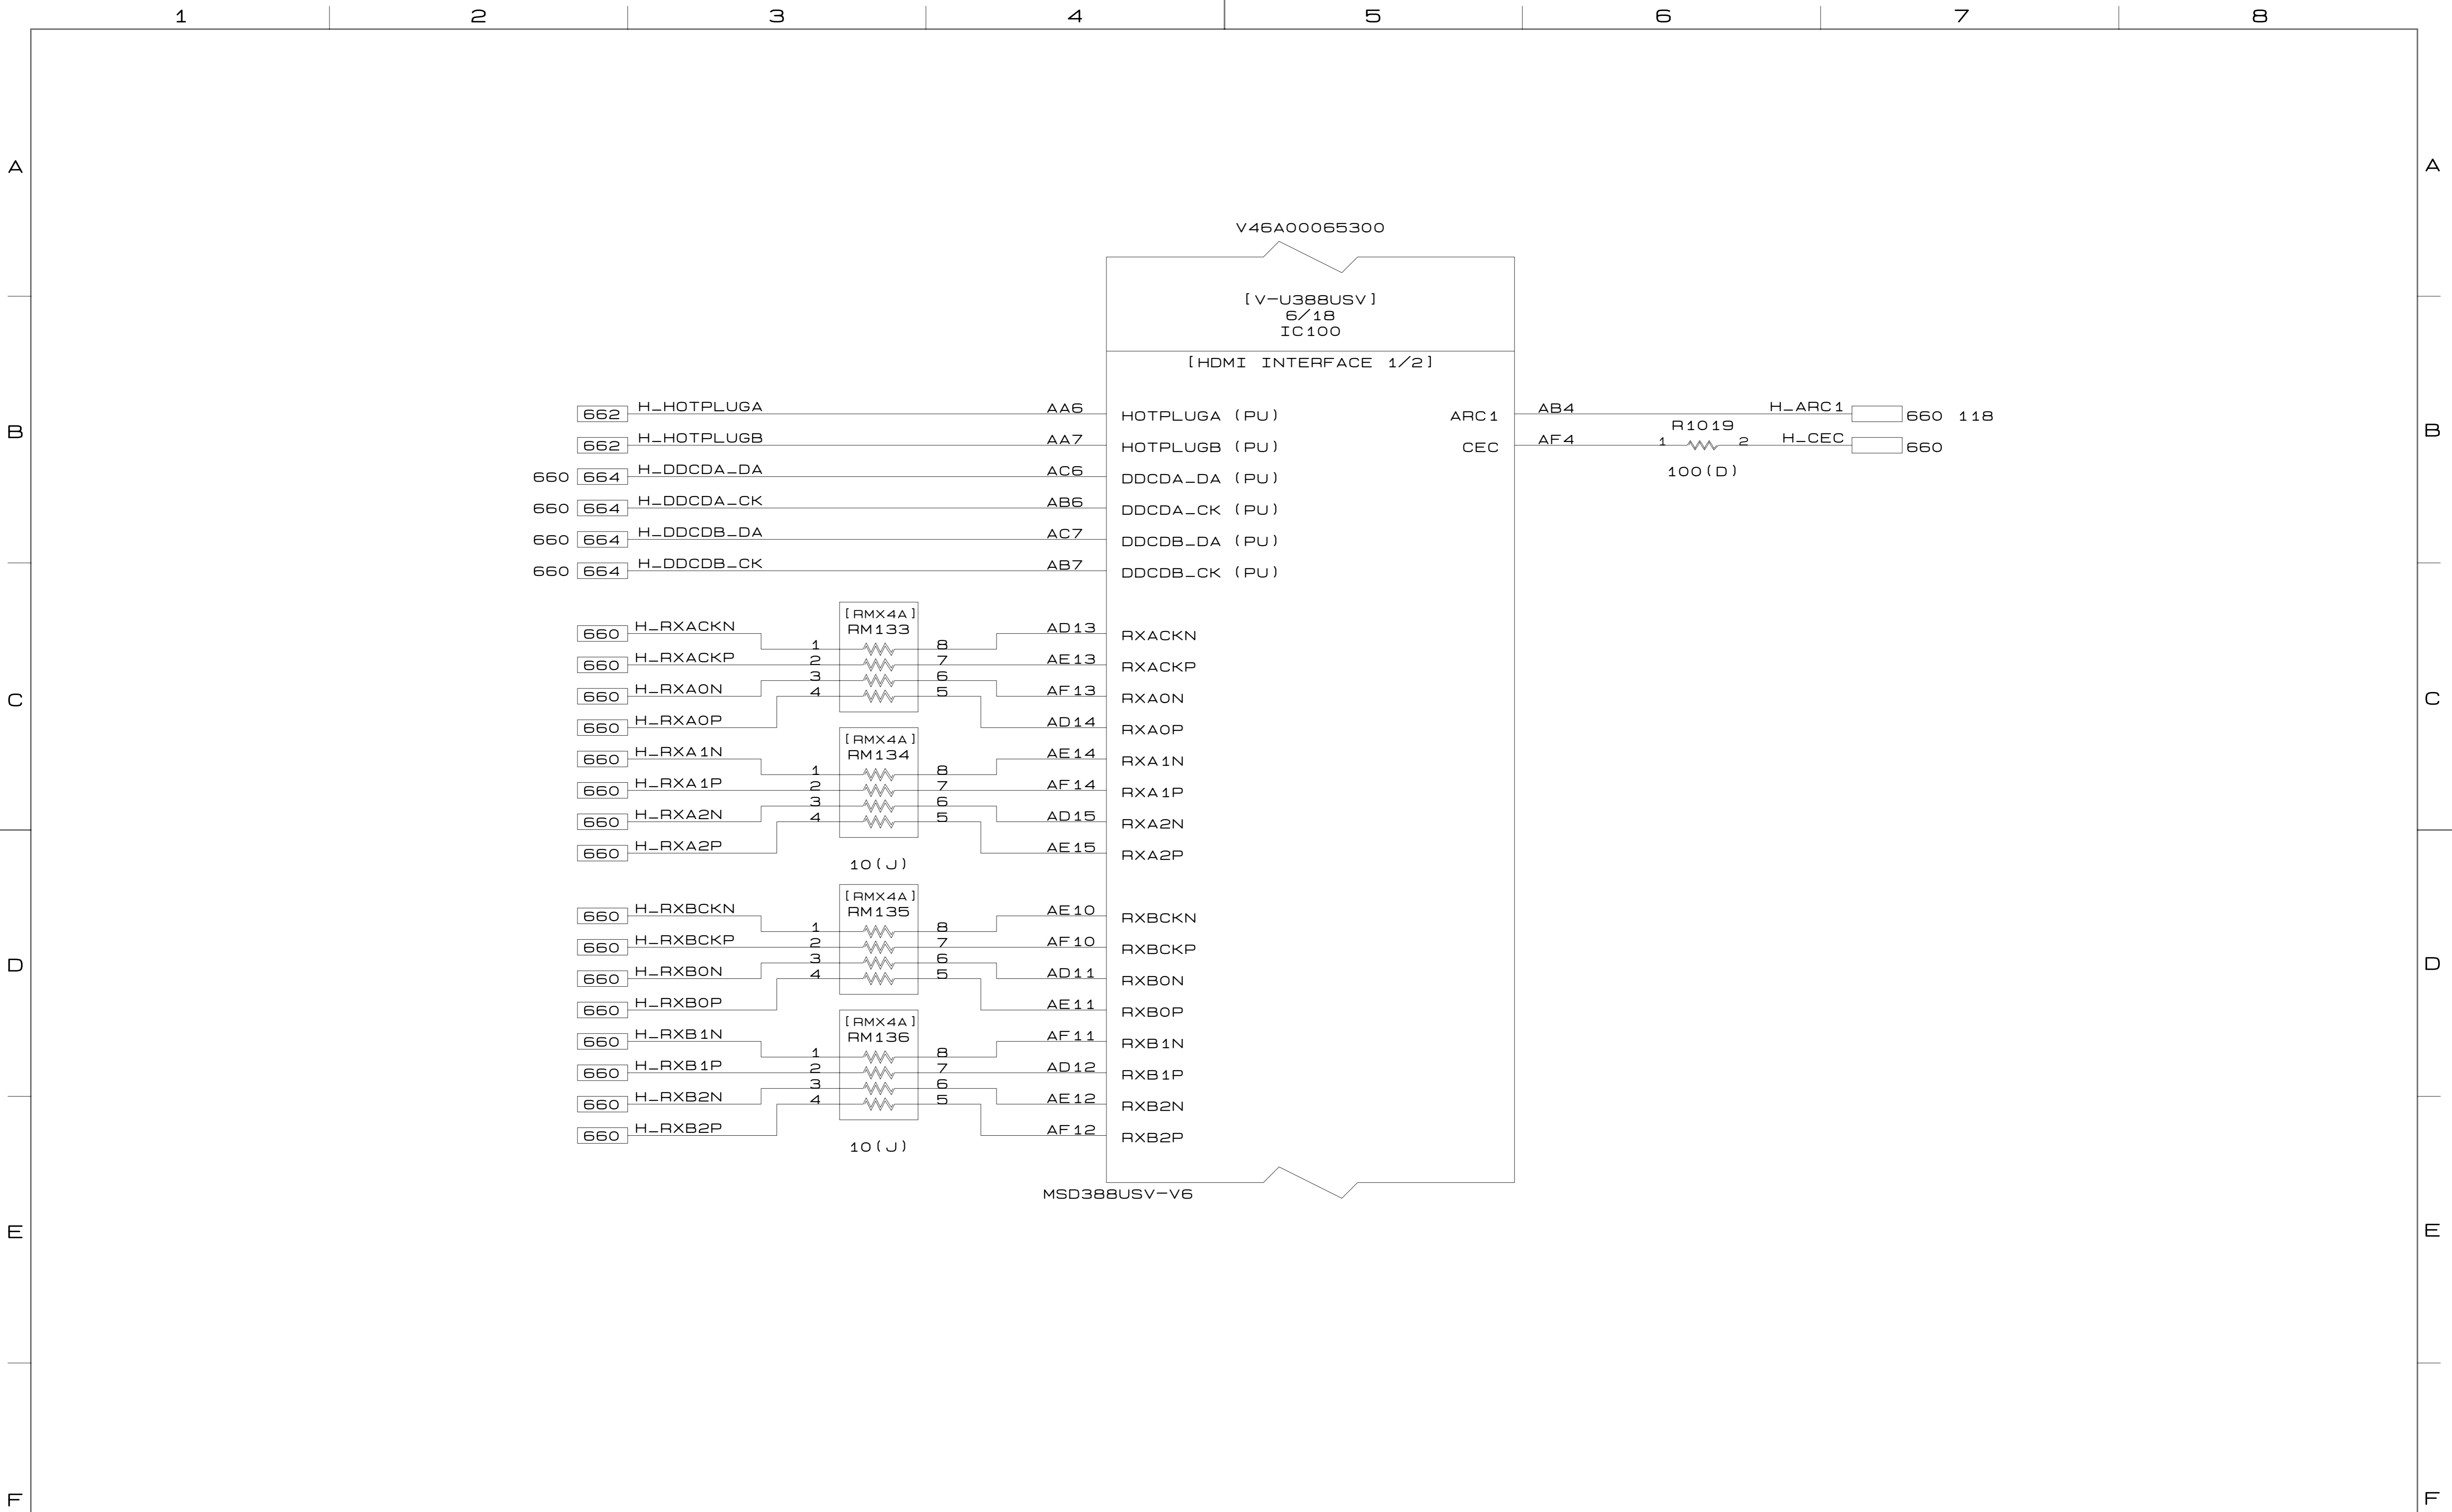 1 2 3 4 5 6 7 8
A A
V46A00065300
[V-U388USV]
6/18
IC100
[HDMI INTERFACE 1/2]
662 H_HOTPLUGA AA6 HOTPLUGA (PU) ARC1 AB4 H_ARC1 660 118
B B
R1019
662 H_HOTPLUGB AA7 HOTPLUGB (PU) CEC AF4 1 2 H_CEC 660
100(D)
660 664 H_DDCDA_DA AC6 DDCDA_DA (PU)
660 664 H_DDCDA_CK AB6 DDCDA_CK (PU)
660 664 H_DDCDB_DA AC7 DDCDB_DA (PU)
660 664 H_DDCDB_CK AB7 DDCDB_CK (PU)
[RMX4A]
RM133
660 H_RXACKN 1 8 AD13 RXACKN
660 H_RXACKP 2 7 AE13 RXACKP
660 H_RXA0N 3 6 AF13 RXA0N
C C
660 H_RXA0P 4 5 AD14 RXA0P
[RMX4A]
RM134
660 H_RXA1N 1 8 AE14 RXA1N
660 H_RXA1P 2 7 AF14 RXA1P
660 H_RXA2N 3 6 AD15 RXA2N
660 H_RXA2P 4 5 AE15 RXA2P
10(J)
[RMX4A]
RM135
660 H_RXBCKN 1 8 AE10 RXBCKN
660 H_RXBCKP 2 7 AF10 RXBCKP
D D
660 H_RXB0N 3 6 AD11 RXB0N
660 H_RXB0P 4 5 AE11 RXB0P
[RMX4A]
RM136
660 H_RXB1N 1 8 AF11 RXB1N
660 H_RXB1P 2 7 AD12 RXB1P
660 H_RXB2N 3 6 AE12 RXB2N
660 H_RXB2P 4 5 AF12 RXB2P
10(J)
MSD388USV-V6
E E
F F